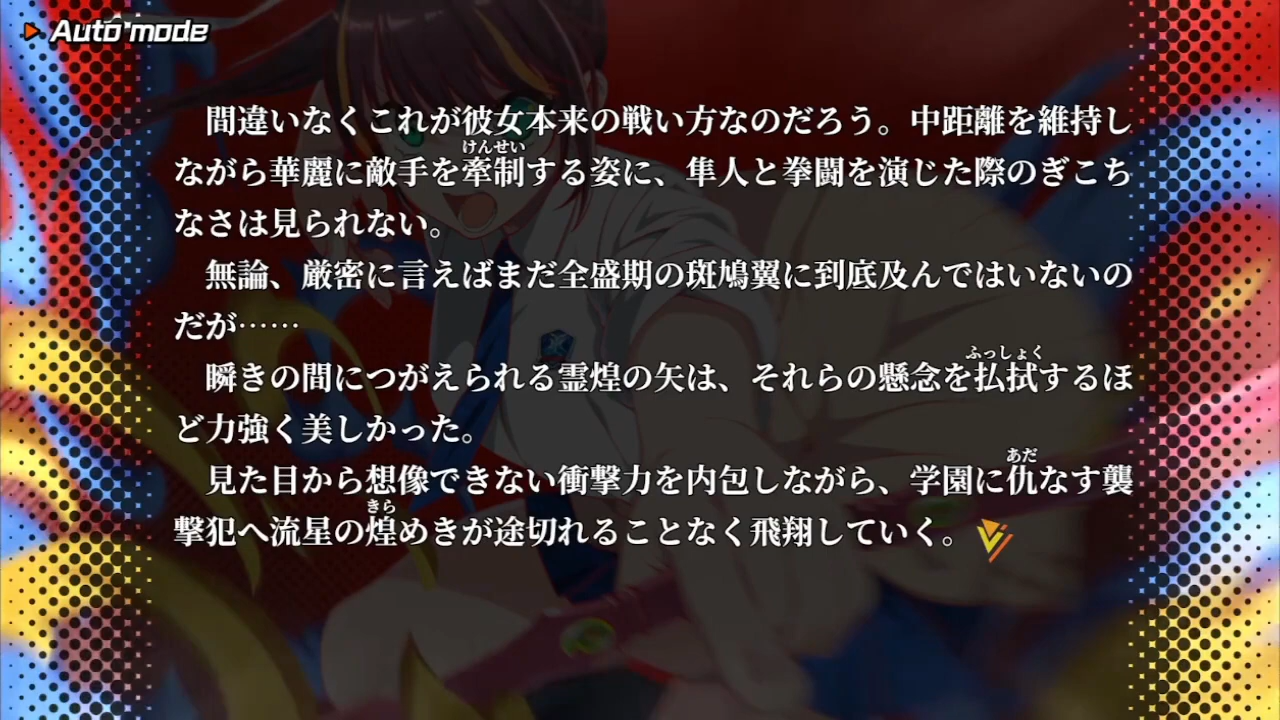 Auto mode
　間違いなくこれが彼女本来の戦い方なのだろう。中距離を維持し
けんせい
ながら華麗に敵手を牽制する姿に、隼人と拳闘を演じた際のぎこち
なさは見られない。
　無論、厳密に言えばまだ全盛期の斑鳩翼に到底及んではいないの
だが……
ふっしょく
　瞬きの間につがえられる霊煌の矢は、それらの懸念を払拭するほ
ど力強く美しかった。
あだ
　見た目から想像できない衝撃力を内包しながら、学園に仇なす襲
きら
撃犯へ流星の煌めきが途切れることなく飛翔していく。